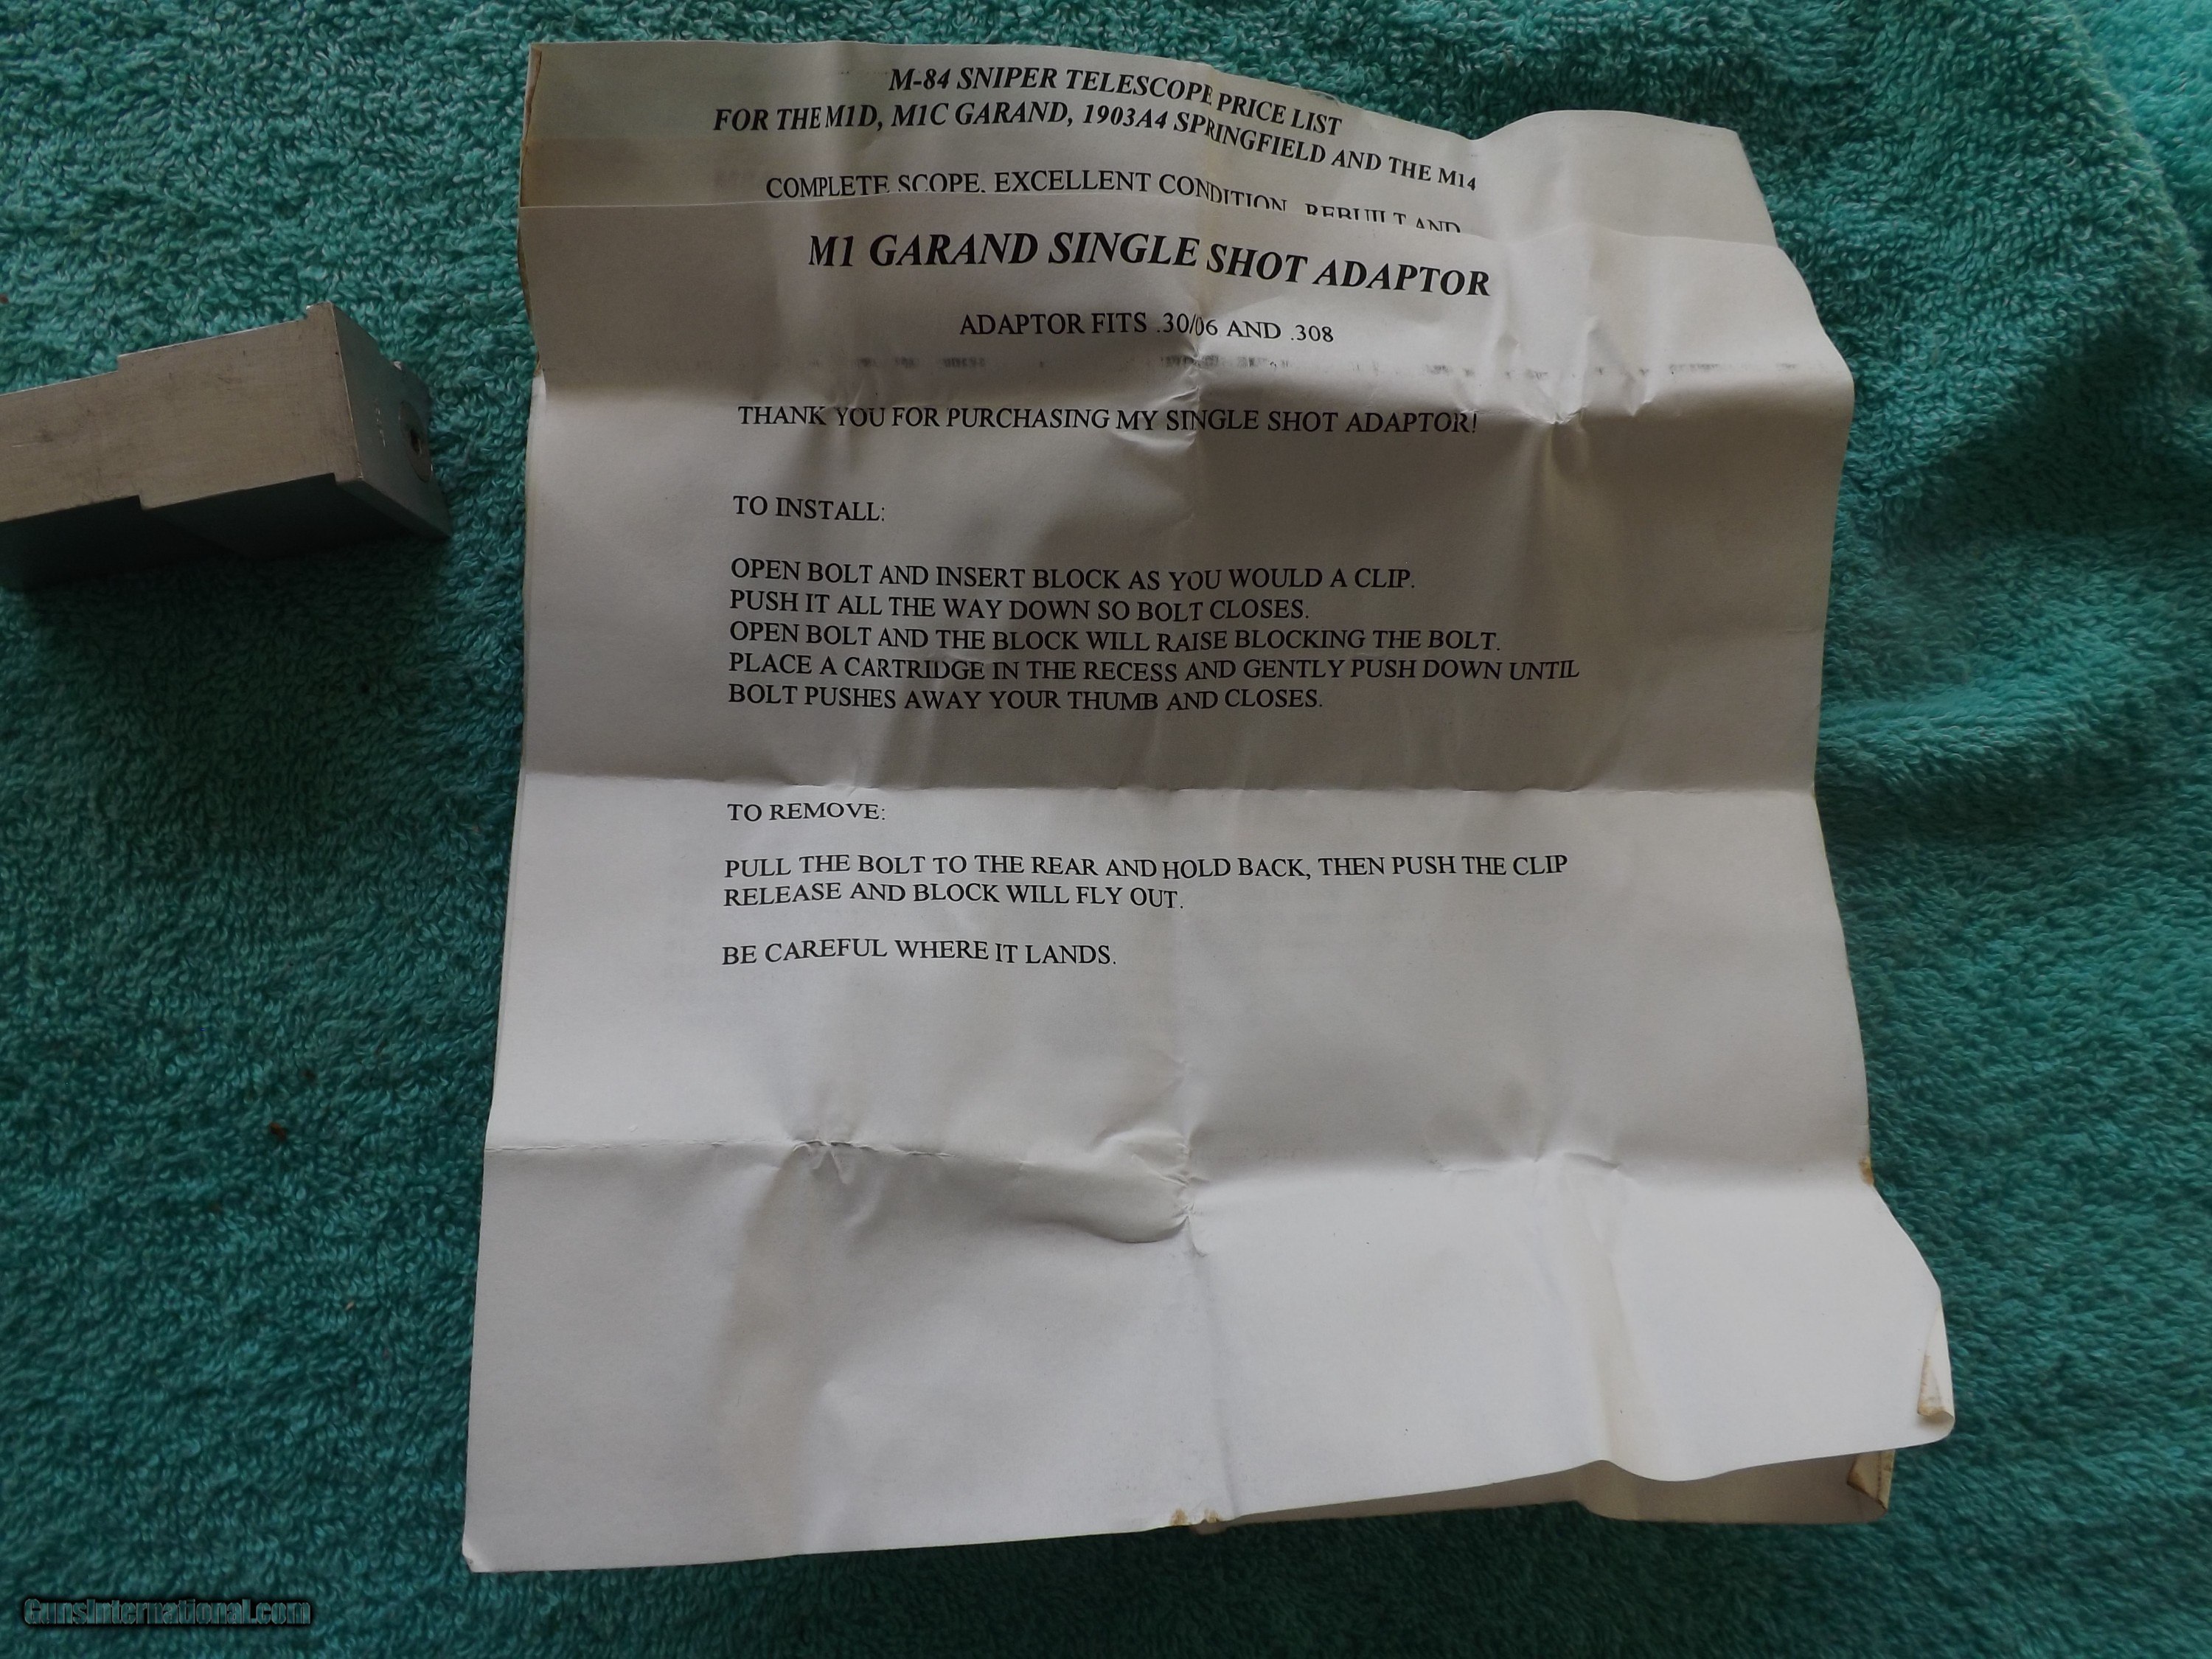 M-84 SNIPER TELESCOPE PRICE LIST
FOR THE M1D, M1C GARAND, 1903A4 SPRINGFIELD AND THE M14
COMPLETE SCOPE. EXCELLENT CONDITION. REBUILT AND
M1 GARAND SINGLE SHOT ADAPTOR
ADAPTOR FITS .30/06 AND .308
THANK YOU FOR PURCHASING MY SINGLE SHOT ADAPTOR!
TO INSTALL:
OPEN BOLT AND INSERT BLOCK AS YOU WOULD A CLIP.
PUSH IT ALL THE WAY DOWN SO BOLT CLOSES.
OPEN BOLT AND THE BLOCK WILL RAISE BLOCKING THE BOLT.
PLACE A CARTRIDGE IN THE RECESS AND GENTLY PUSH DOWN UNTIL
BOLT PUSHES AWAY YOUR THUMB AND CLOSES.
TO REMOVE:
PULL THE BOLT TO THE REAR AND HOLD BACK, THEN PUSH THE CLIP
RELEASE AND BLOCK WILL FLY OUT.
BE CAREFUL WHERE IT LANDS.
GunsInternational.com